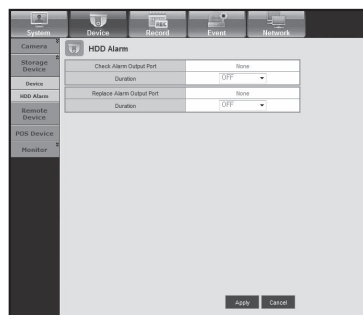 System Device Record Event Network
REC
Camera
HDD Alarm
Storage
Device
Check Alarm Output Port None
Duration OFF
Device
HDD Alarm
Replace Alarm Output Port None
Duration OFF
Remote
Device
POS Device
Monitor
Apply Cancel